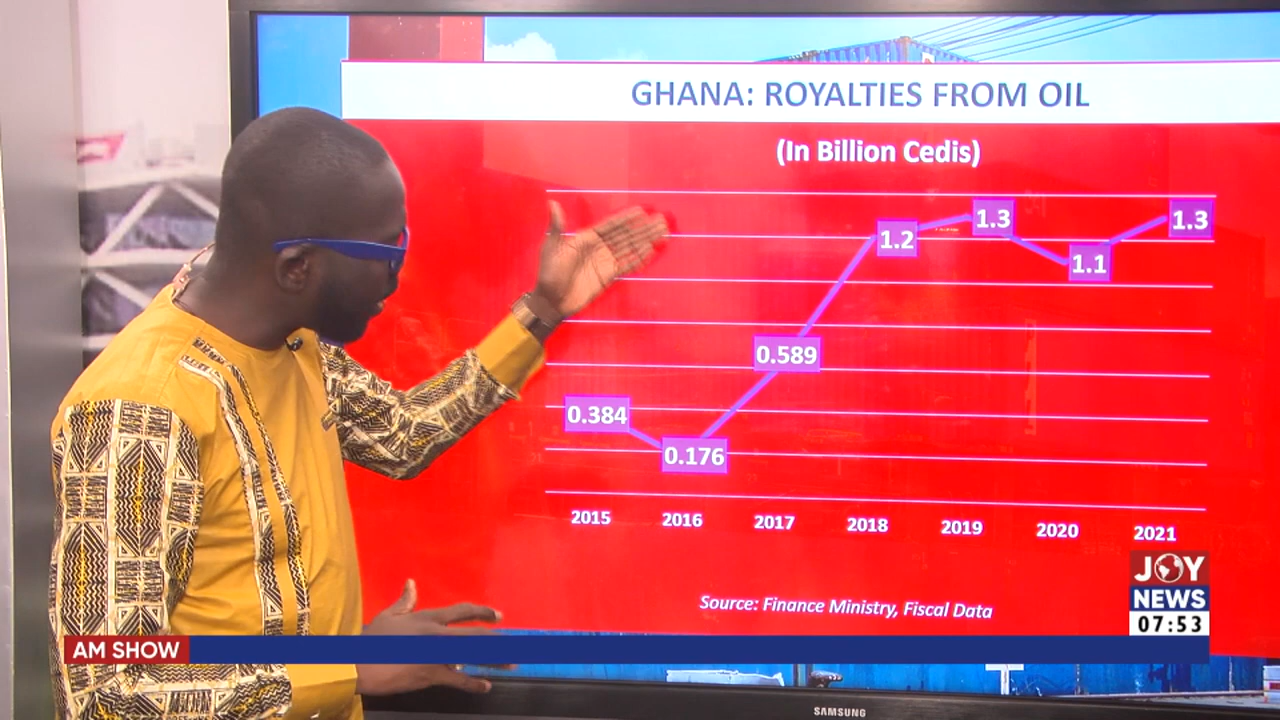 GHANA: ROYALTIES FROM OIL
(In Billion Cedis)
1.2
1.3
1.1
1.3
0.589
0.384
0.176
2015
2016
2017
2018
2019
2020
2021
Source: Finance Ministry, Fiscal Data
JOY
NEWS
07:53
AM SHOW
SAMSUNG